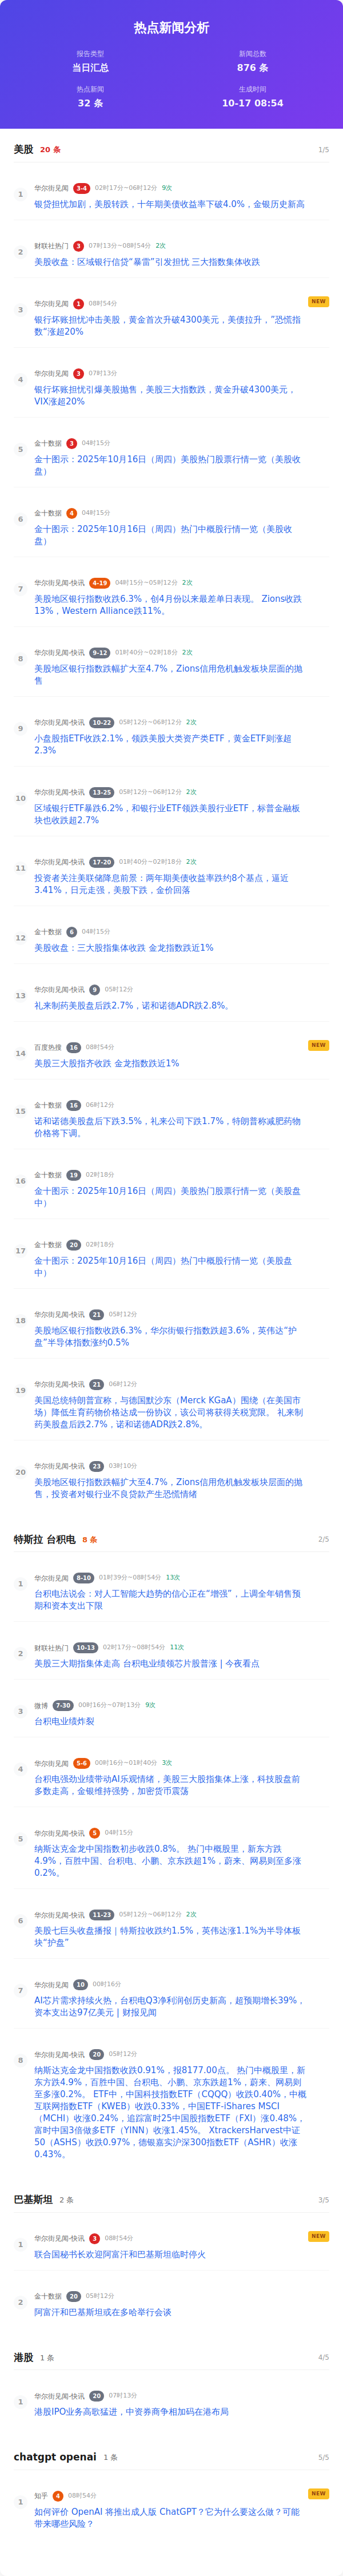 热点新闻分析
报告类型
当日汇总
新闻总数
876 条
热点新闻
32 条
生成时间
10-17 08:54
美股 20 条 1/5
1
华尔街见闻 3-4 02时17分~06时12分 9次
银贷担忧加剧，美股转跌，十年期美债收益率下破4.0%，金银历史新高
2
财联社热门 3 07时13分~08时54分 2次
美股收盘：区域银行信贷“暴雷”引发担忧 三大指数集体收跌
3
华尔街见闻 1 08时54分 NEW
银行坏账担忧冲击美股，黄金首次升破4300美元，美债拉升，“恐慌指
数”涨超20%
4
华尔街见闻 3 07时13分
银行坏账担忧引爆美股抛售，美股三大指数跌，黄金升破4300美元，
VIX涨超20%
5
金十数据 3 04时15分
金十图示：2025年10月16日（周四）美股热门股票行情一览（美股收
盘）
6
金十数据 4 04时15分
金十图示：2025年10月16日（周四）热门中概股行情一览（美股收
盘）
7
华尔街见闻-快讯 4-19 04时15分~05时12分 2次
美股地区银行指数收跌6.3%，创4月份以来最差单日表现。 Zions收跌
13%，Western Alliance跌11%。
8
华尔街见闻-快讯 9-12 01时40分~02时18分 2次
美股地区银行指数跌幅扩大至4.7%，Zions信用危机触发板块层面的抛
售
9
华尔街见闻-快讯 10-22 05时12分~06时12分 2次
小盘股指ETF收跌2.1%，领跌美股大类资产类ETF，黄金ETF则涨超
2.3%
10
华尔街见闻-快讯 13-25 05时12分~06时12分 2次
区域银行ETF暴跌6.2%，和银行业ETF领跌美股行业ETF，标普金融板
块也收跌超2.7%
11
华尔街见闻-快讯 17-20 01时40分~02时18分 2次
投资者关注美联储降息前景：两年期美债收益率跌约8个基点，逼近
3.41%，日元走强，美股下跌，金价回落
12
金十数据 6 04时15分
美股收盘：三大股指集体收跌 金龙指数跌近1%
13
华尔街见闻-快讯 9 05时12分
礼来制药美股盘后跌2.7%，诺和诺德ADR跌2.8%。
14
百度热搜 16 08时54分 NEW
美股三大股指齐收跌 金龙指数跌近1%
15
金十数据 16 06时12分
诺和诺德美股盘后下跌3.5%，礼来公司下跌1.7%，特朗普称减肥药物
价格将下调。
16
金十数据 19 02时18分
金十图示：2025年10月16日（周四）美股热门股票行情一览（美股盘
中）
17
金十数据 20 02时18分
金十图示：2025年10月16日（周四）热门中概股行情一览（美股盘
中）
18
华尔街见闻-快讯 21 05时12分
美股地区银行指数收跌6.3%，华尔街银行指数跌超3.6%，英伟达“护
盘”半导体指数涨约0.5%
19
华尔街见闻-快讯 21 06时12分
美国总统特朗普宣称，与德国默沙东（Merck KGaA）围绕（在美国市
场）降低生育药物价格达成一份协议，该公司将获得关税宽限。 礼来制
药美股盘后跌2.7%，诺和诺德ADR跌2.8%。
20
华尔街见闻-快讯 23 03时10分
美股地区银行指数跌幅扩大至4.7%，Zions信用危机触发板块层面的抛
售，投资者对银行业不良贷款产生恐慌情绪
特斯拉 台积电 8 条 2/5
1
华尔街见闻 8-10 01时39分~08时54分 13次
台积电法说会：对人工智能大趋势的信心正在“增强”，上调全年销售预
期和资本支出下限
2
财联社热门 10-13 02时17分~08时54分 11次
美股三大期指集体走高 台积电业绩领芯片股普涨 | 今夜看点
3
微博 7-30 00时16分~07时13分 9次
台积电业绩炸裂
4
华尔街见闻 5-6 00时16分~01时40分 3次
台积电强劲业绩带动AI乐观情绪，美股三大股指集体上涨，科技股盘前
多数走高，金银维持强势，加密货币震荡
5
华尔街见闻-快讯 5 04时15分
纳斯达克金龙中国指数初步收跌0.8%。 热门中概股里，新东方跌
4.9%，百胜中国、台积电、小鹏、京东跌超1%，蔚来、网易则至多涨
0.2%。
6
华尔街见闻-快讯 11-23 05时12分~06时12分 2次
美股七巨头收盘播报｜特斯拉收跌约1.5%，英伟达涨1.1%为半导体板
块“护盘”
7
华尔街见闻 10 00时16分
AI芯片需求持续火热，台积电Q3净利润创历史新高，超预期增长39%，
资本支出达97亿美元 | 财报见闻
8
华尔街见闻-快讯 20 05时12分
纳斯达克金龙中国指数收跌0.91%，报8177.00点。 热门中概股里，新
东方跌4.9%，百胜中国、台积电、小鹏、京东跌超1%，蔚来、网易则
至多涨0.2%。 ETF中，中国科技指数ETF（CQQQ）收跌0.40%，中概
互联网指数ETF（KWEB）收跌0.33%，中国ETF-iShares MSCI
（MCHI）收涨0.24%，追踪富时25中国股指数ETF（FXI）涨0.48%，
富时中国3倍做多ETF（YINN）收涨1.45%。 XtrackersHarvest中证
50（ASHS）收跌0.97%，德银嘉实沪深300指数ETF（ASHR）收涨
0.43%。
巴基斯坦 2 条 3/5
1
华尔街见闻-快讯 3 08时54分 NEW
联合国秘书长欢迎阿富汗和巴基斯坦临时停火
2
金十数据 20 05时12分
阿富汗和巴基斯坦或在多哈举行会谈
港股 1 条 4/5
1
华尔街见闻-快讯 20 07时13分
港股IPO业务高歌猛进，中资券商争相加码在港布局
chatgpt openai 1 条 5/5
1
知乎 4 08时54分 NEW
如何评价 OpenAI 将推出成人版 ChatGPT？它为什么要这么做？可能
带来哪些风险？